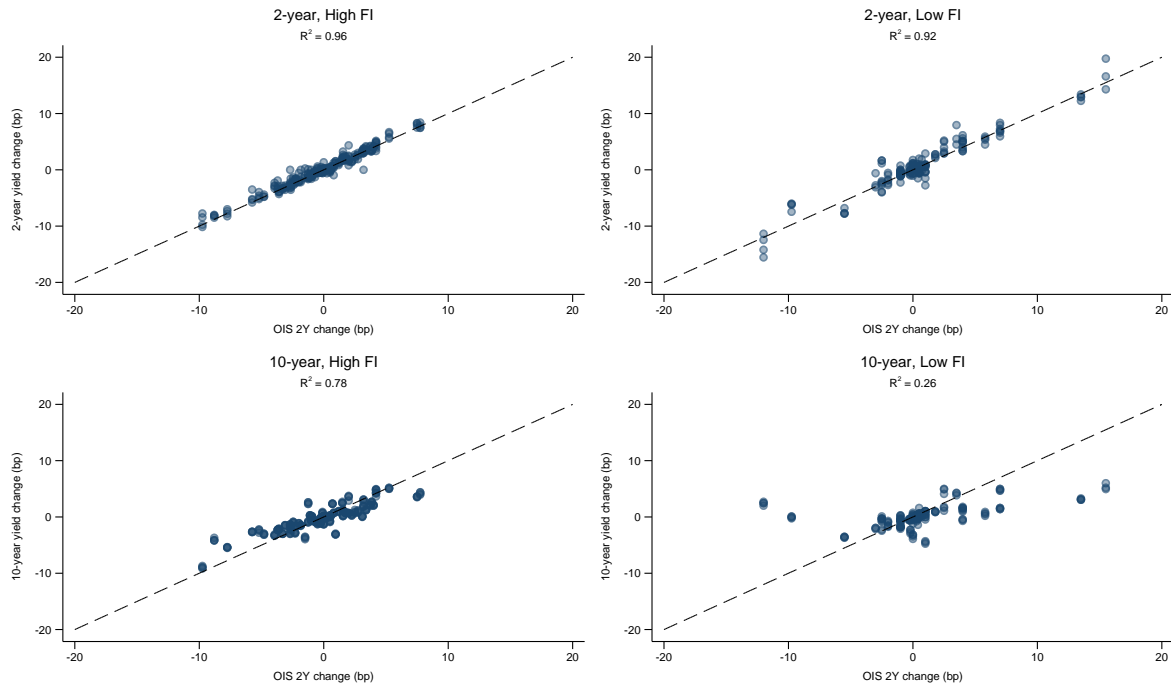 2-year, High FI
R² = 0.96
20
10
0
-10
-20
2-year yield change (bp)
-20 -10 0 10 20
OIS 2Y change (bp)
2-year, Low FI
R² = 0.92
20
10
0
-10
-20
2-year yield change (bp)
-20 -10 0 10 20
OIS 2Y change (bp)
10-year, High FI
R² = 0.78
20
10
0
-10
-20
10-year yield change (bp)
-20 -10 0 10 20
OIS 2Y change (bp)
10-year, Low FI
R² = 0.26
20
10
0
-10
-20
10-year yield change (bp)
-20 -10 0 10 20
OIS 2Y change (bp)